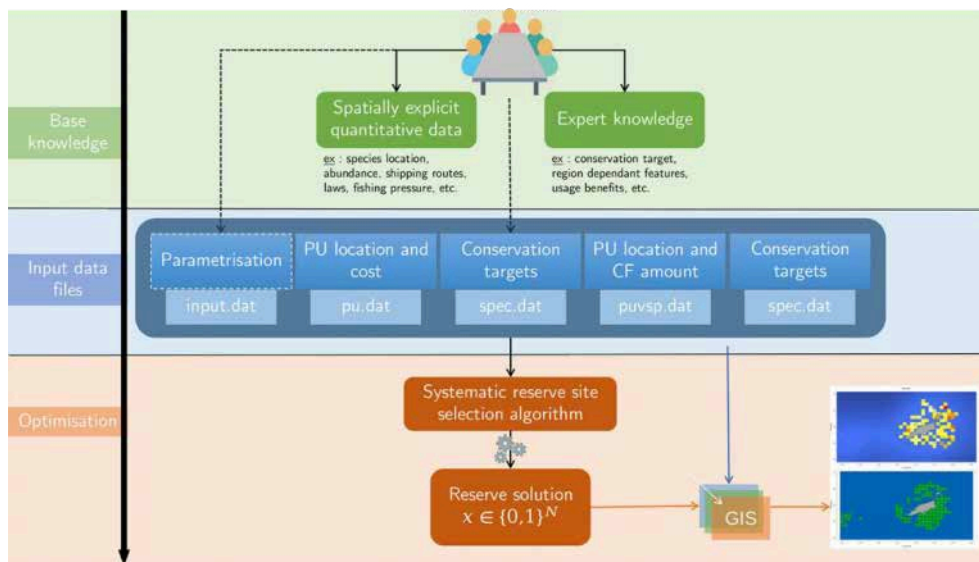 Base
knowledge
Spatially explicit
quantitative data
Expert knowledge
ex : species location,
abundance, shipping routes,
laws, fishing pressure, etc.
ex : conservation target,
region dependant features,
usage benefits, etc.
Input data
files
Parametrisation
input.dat
PU location and
cost
pu.dat
Conservation
targets
spec.dat
PU location and
CF amount
puvsp.dat
Conservation
targets
spec.dat
Optimisation
Systematic reserve site
selection algorithm
Reserve solution
x ∈ {0,1}^N
GIS